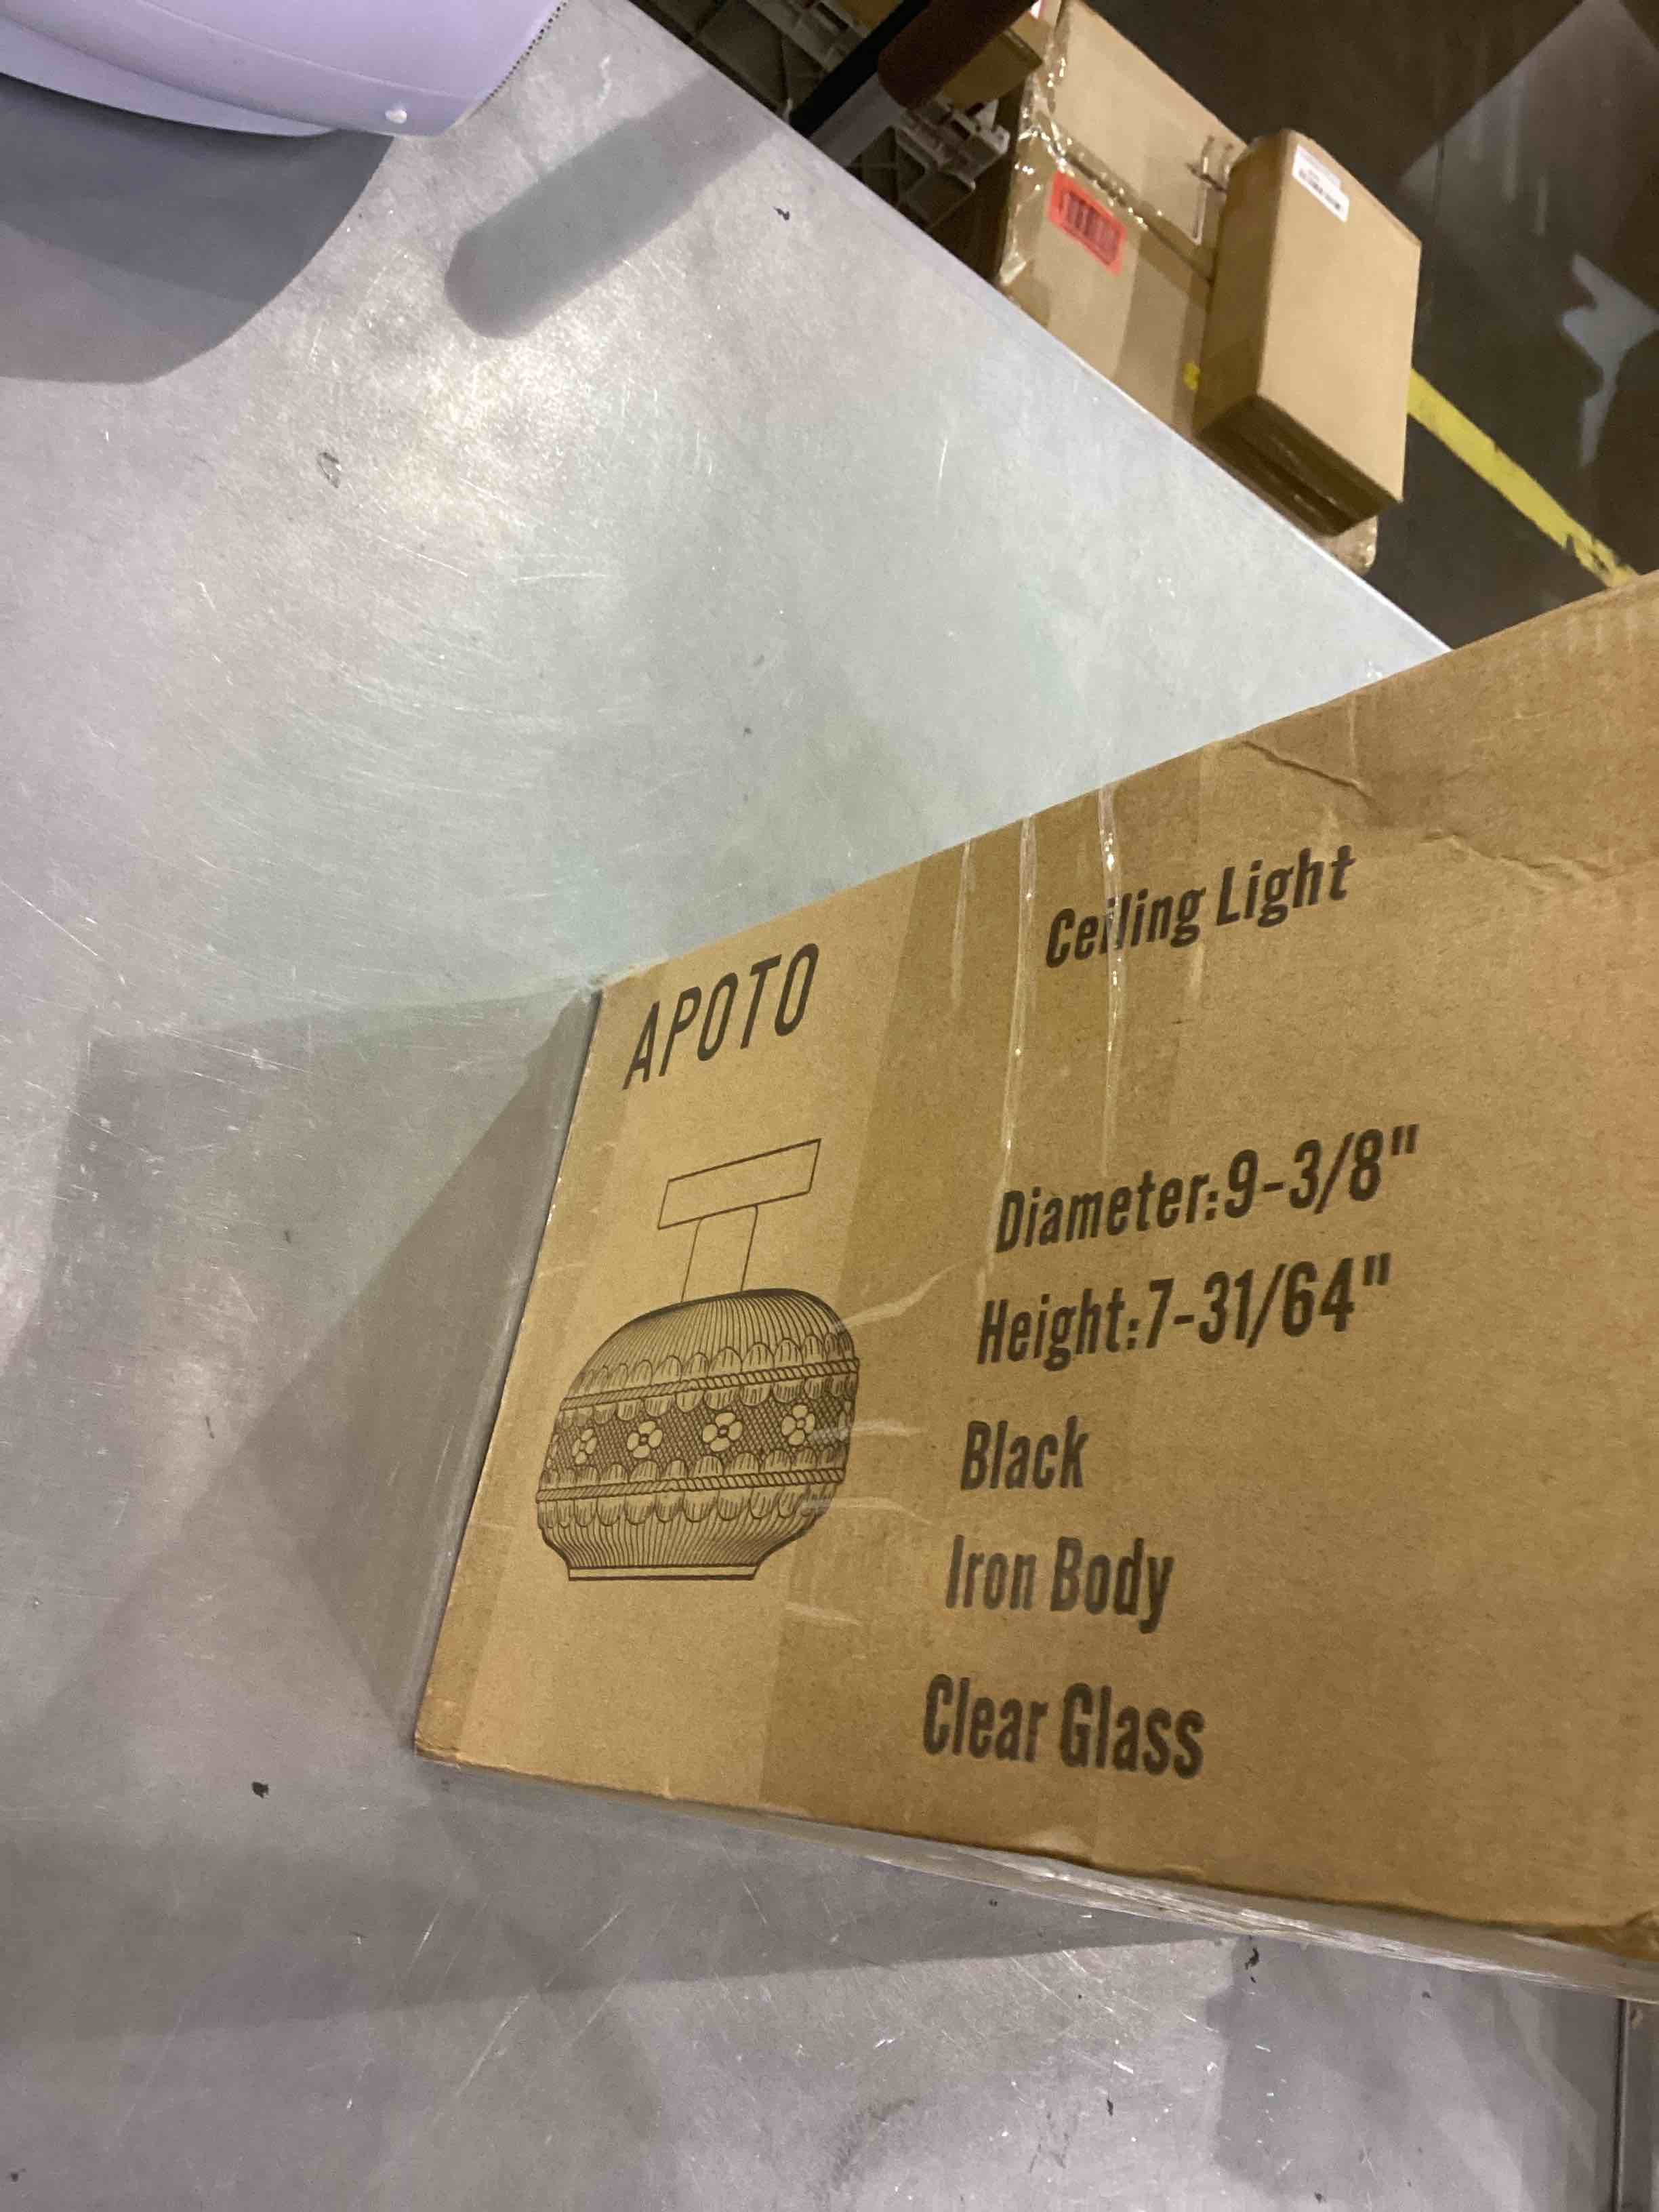 APOTO
Ceiling Light
Diameter:9-3/8"
Height:7-31/64"
Black
Iron Body
Clear Glass